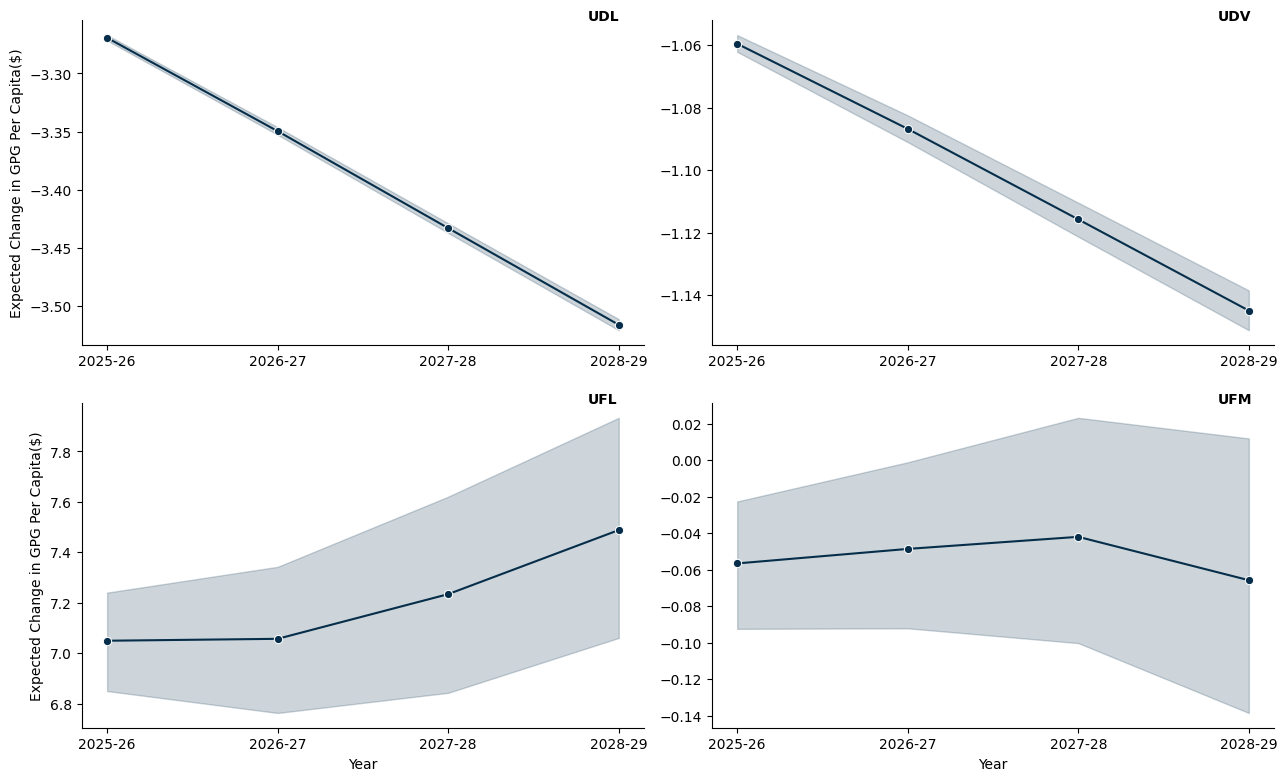 UDL
Expected Change in GPG Per Capita($)
−3.30
−3.35
−3.40
−3.45
−3.50
2025-26 2026-27 2027-28 2028-29
UDV
−1.06
−1.08
−1.10
−1.12
−1.14
2025-26 2026-27 2027-28 2028-29
UFL
Expected Change in GPG Per Capita($)
7.8
7.6
7.4
7.2
7.0
6.8
2025-26 2026-27 2027-28 2028-29
Year
UFM
0.02
0.00
−0.02
−0.04
−0.06
−0.08
−0.10
−0.12
−0.14
2025-26 2026-27 2027-28 2028-29
Year